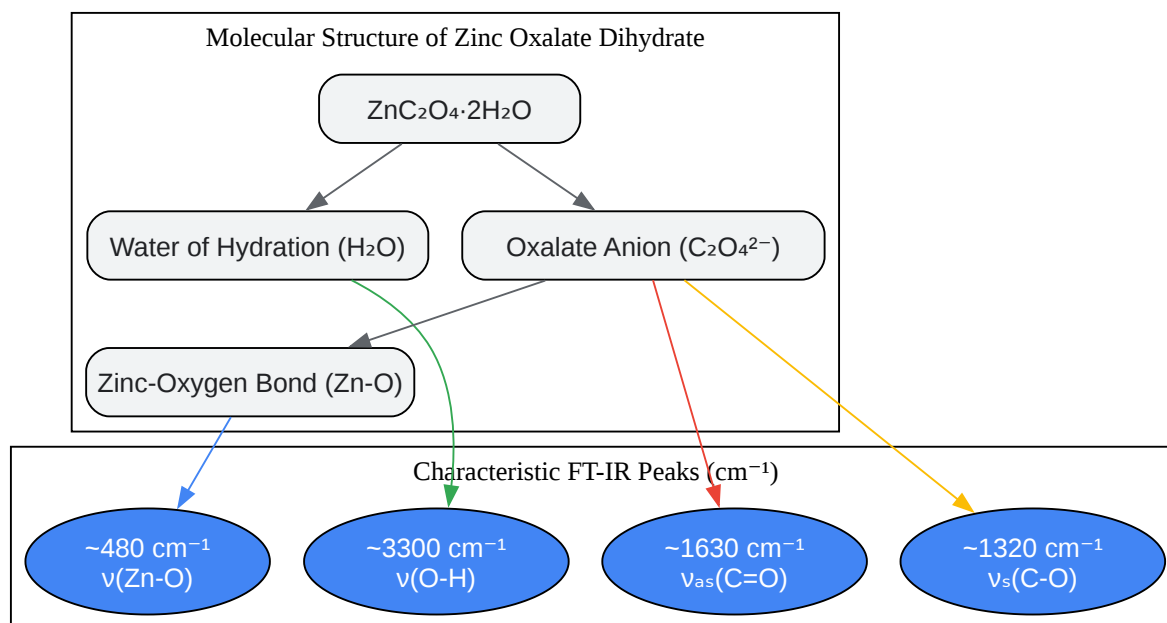 Molecular Structure of Zinc Oxalate Dihydrate
ZnC₂O₄·2H₂O
Water of Hydration (H₂O)
Oxalate Anion (C₂O₄²⁻)
Zinc-Oxygen Bond (Zn-O)
Characteristic FT-IR Peaks (cm⁻¹)
~480 cm⁻¹
ν(Zn-O)
~3300 cm⁻¹
ν(O-H)
~1630 cm⁻¹
νₐₛ(C=O)
~1320 cm⁻¹
νₛ(C-O)